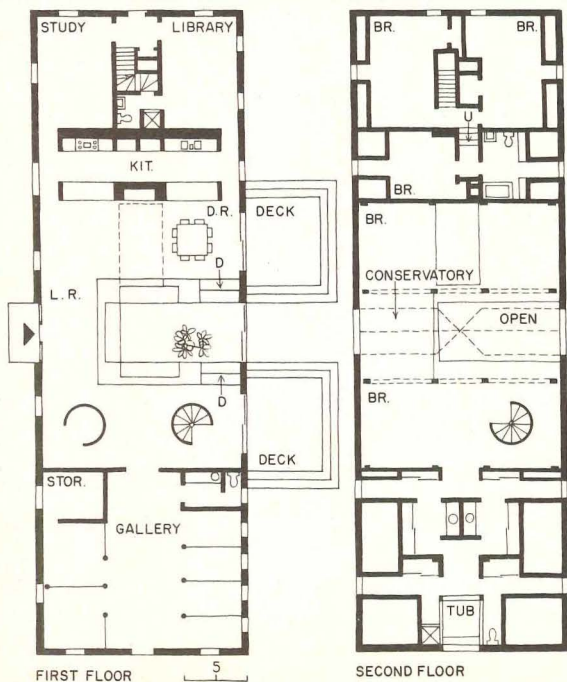 STUDY
LIBRARY
KIT.
D.R.
DECK
D
L.R.
D
DECK
STOR.
GALLERY
FIRST FLOOR
5
BR.
BR.
U
BR.
BR.
CONSERVATORY
OPEN
BR.
TUB
SECOND FLOOR